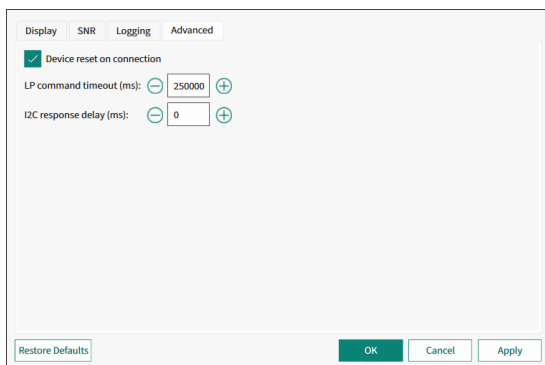 Display SNR Logging Advanced
Device reset on connection
LP command timeout (ms): 250000
I2C response delay (ms): 0
Restore Defaults OK Cancel Apply